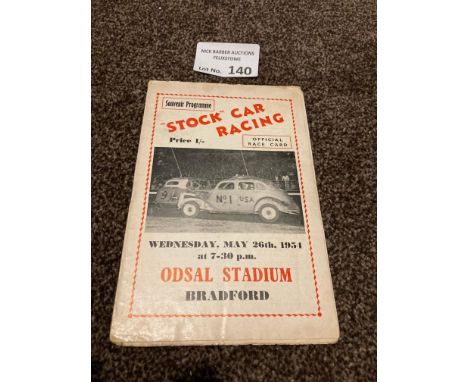 NICK BARBER AUCTIONS
FELIXSTOWE
Lot No. 140
Souvenir Programme
"STOCK" CAR
RACING
Price 1/-
OFFICIAL
RACE CARD
No 1 USA
WEDNESDAY, MAY 26th, 1954
at 7-30 p.m.
ODSAL STADIUM
BRADFORD